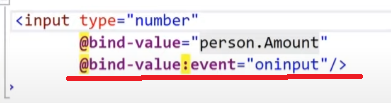 <input type="number"
@bind-value="person.Amount"
@bind-value:event="oninput"/>